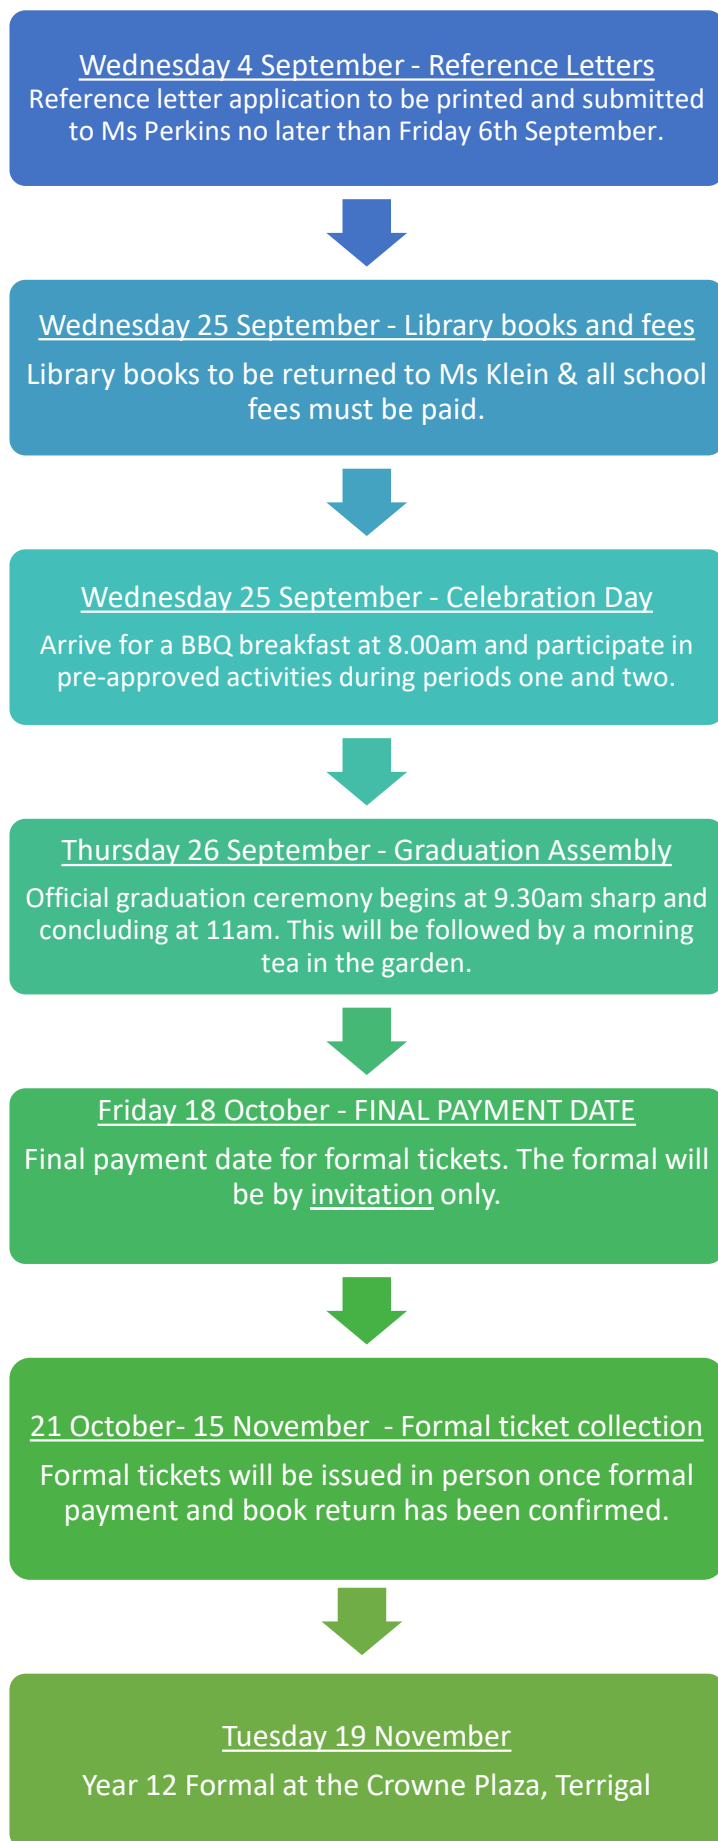 Wednesday 4 September - Reference Letters
Reference letter application to be printed and submitted
to Ms Perkins no later than Friday 6th September.
Wednesday 25 September - Library books and fees
Library books to be returned to Ms Klein & all school
fees must be paid.
Wednesday 25 September - Celebration Day
Arrive for a BBQ breakfast at 8.00am and participate in
pre-approved activities during periods one and two.
Thursday 26 September - Graduation Assembly
Official graduation ceremony begins at 9.30am sharp and
concluding at 11am. This will be followed by a morning
tea in the garden.
Friday 18 October - FINAL PAYMENT DATE
Final payment date for formal tickets. The formal will
be by invitation only.
21 October- 15 November  - Formal ticket collection
Formal tickets will be issued in person once formal
payment and book return has been confirmed.
Tuesday 19 November
Year 12 Formal at the Crowne Plaza, Terrigal